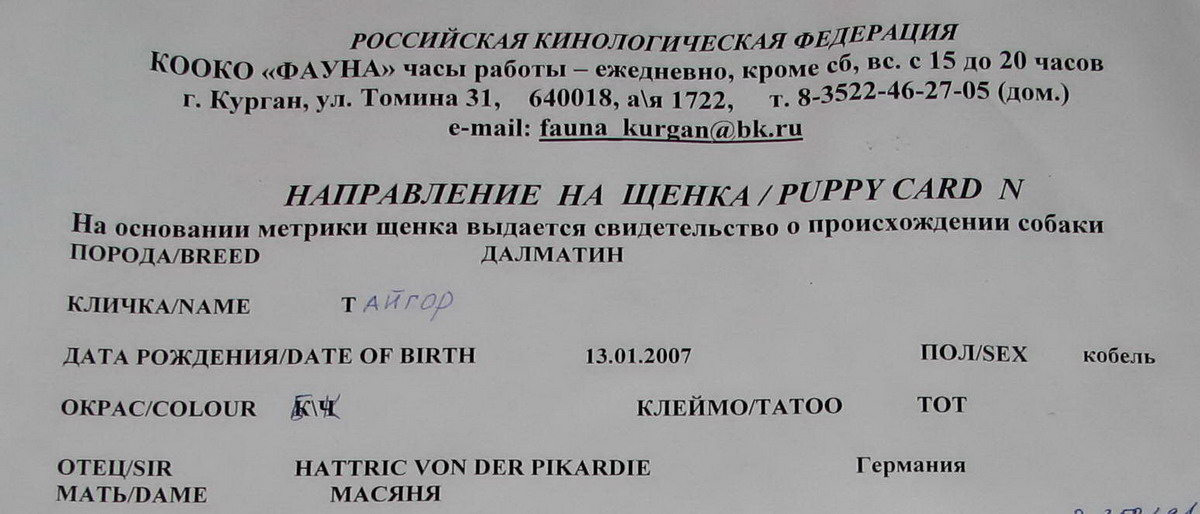 РОССИЙСКАЯ КИНОЛОГИЧЕСКАЯ ФЕДЕРАЦИЯ
КООКО «ФАУНА» часы работы – ежедневно, кроме сб, вс. с 15 до 20 часов
г. Курган, ул. Томина 31, 640018, а\я 1722, т. 8-3522-46-27-05 (дом.)
e-mail: fauna_kurgan@bk.ru
НАПРАВЛЕНИЕ НА ЩЕНКА / PUPPY CARD N
На основании метрики щенка выдается свидетельство о происхождении собаки
ПОРОДА/BREED ДАЛМАТИН
КЛИЧКА/NAME Т АЙГОР
ДАТА РОЖДЕНИЯ/DATE OF BIRTH 13.01.2007 ПОЛ/SEX кобель
ОКРАС/COLOUR КЛЕЙМО/TATOO ТОТ
ОТЕЦ/SIR HATTRIC VON DER PIKARDIE Германия
МАТЬ/DAME МАСЯНЯ